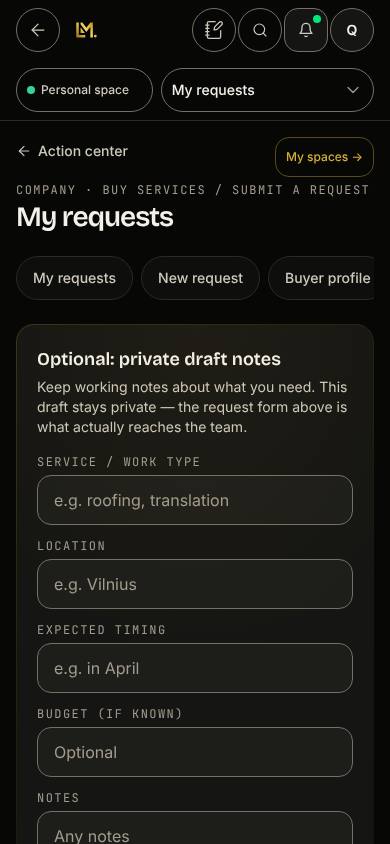 LM.
Q
Personal space
My requests
← Action center
My spaces →
COMPANY · BUY SERVICES / SUBMIT A REQUEST
My requests
My requests
New request
Buyer profile
Optional: private draft notes
Keep working notes about what you need. This
draft stays private — the request form above is
what actually reaches the team.
SERVICE / WORK TYPE
e.g. roofing, translation
LOCATION
e.g. Vilnius
EXPECTED TIMING
e.g. in April
BUDGET (IF KNOWN)
Optional
NOTES
Any notes